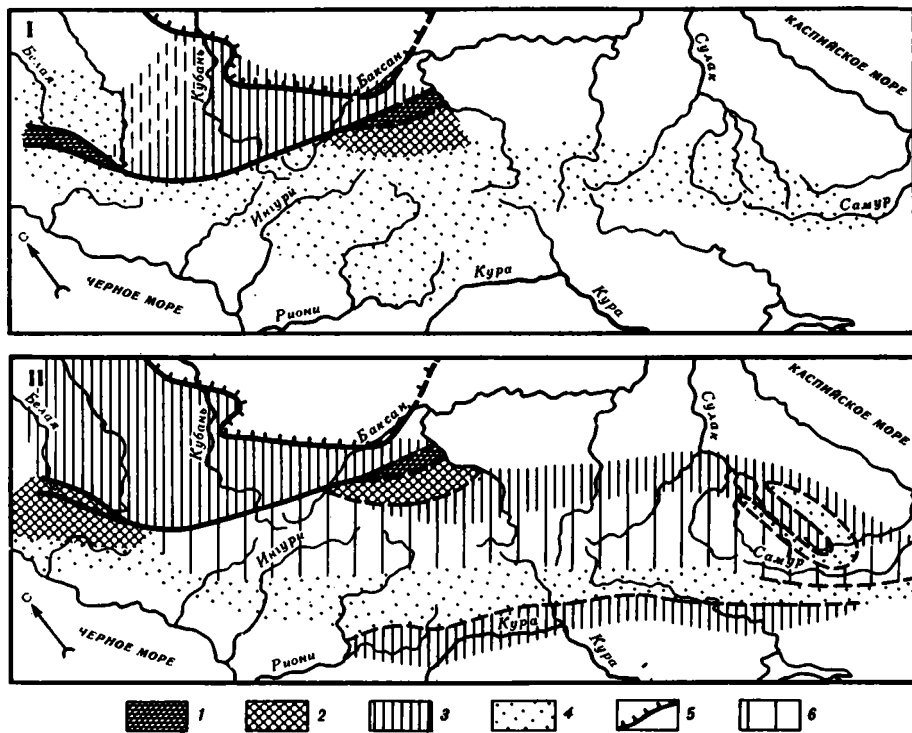 I
Белая
Кубань
Баксан
Сулак
КАСПИЙСКОЕ МОРЕ
Ингури
Самур
С
ЧЕРНОЕ МОРЕ
Риони
Кура
Кура
II
Белая
Кубань
Баксан
Сулак
КАСПИЙСКОЕ МОРЕ
Ингури
Самур
С
ЧЕРНОЕ МОРЕ
Риони
Кура
Кура
1 2 3 4 5 6